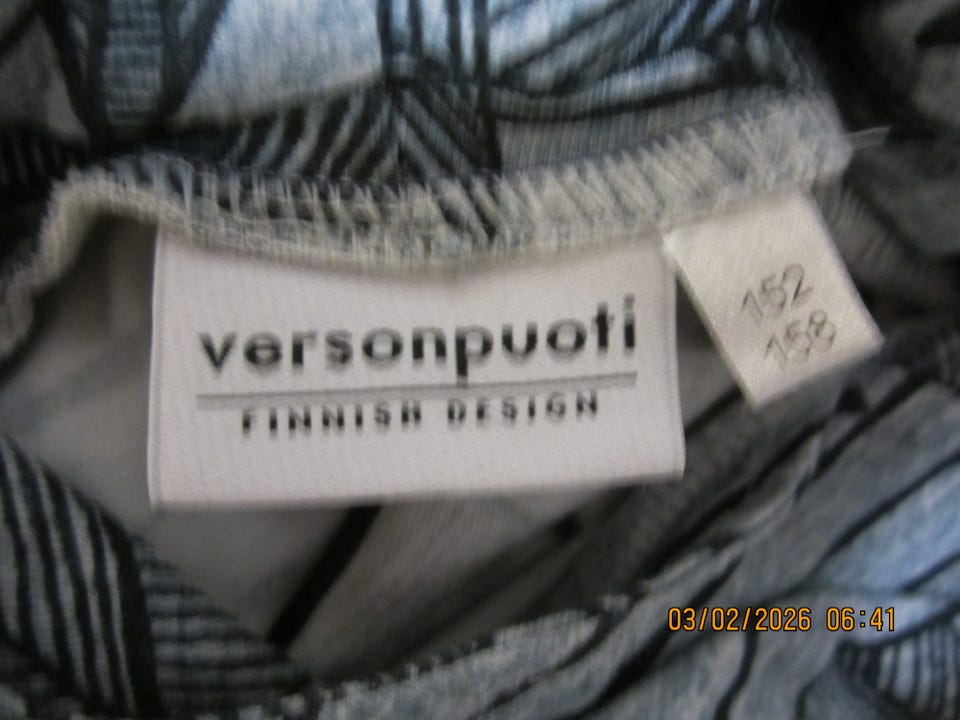 versonpuoti
FINNISH DESIGN
152
158
03/02/2026 06:41